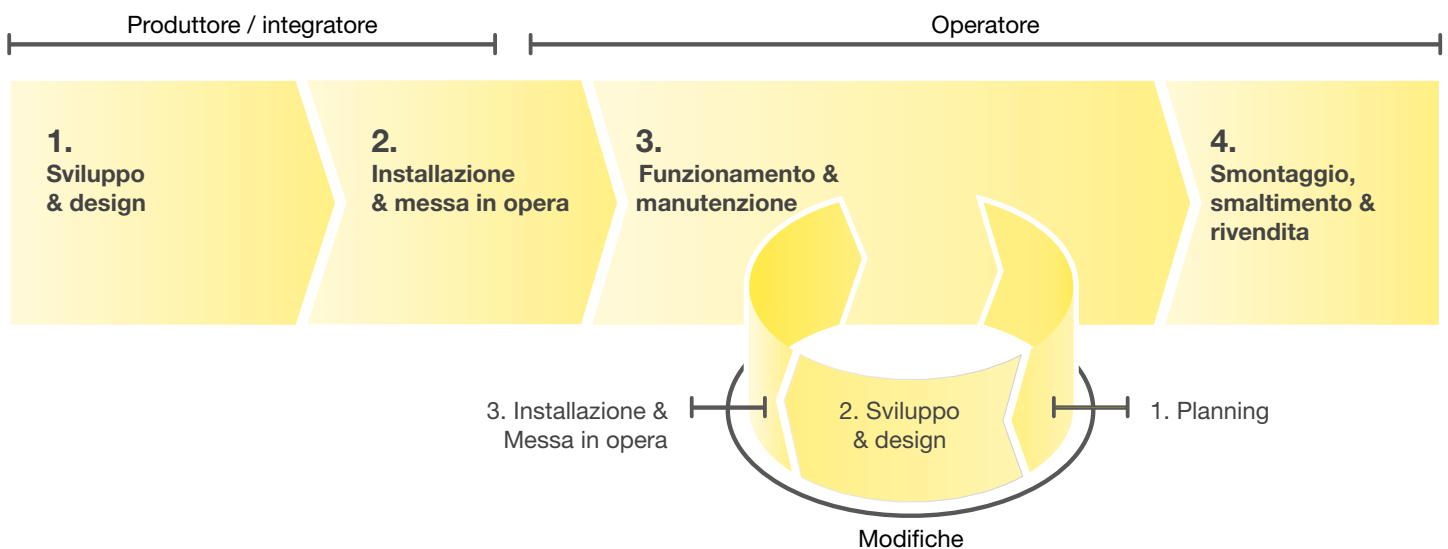 Produttore / integratore
Operatore
1.
Sviluppo
& design
2.
Installazione
& messa in opera
3.
Funzionamento &
manutenzione
4.
Smontaggio,
smaltimento &
rivendita
3. Installazione &
Messa in opera
2. Sviluppo
& design
1. Planning
Modifiche